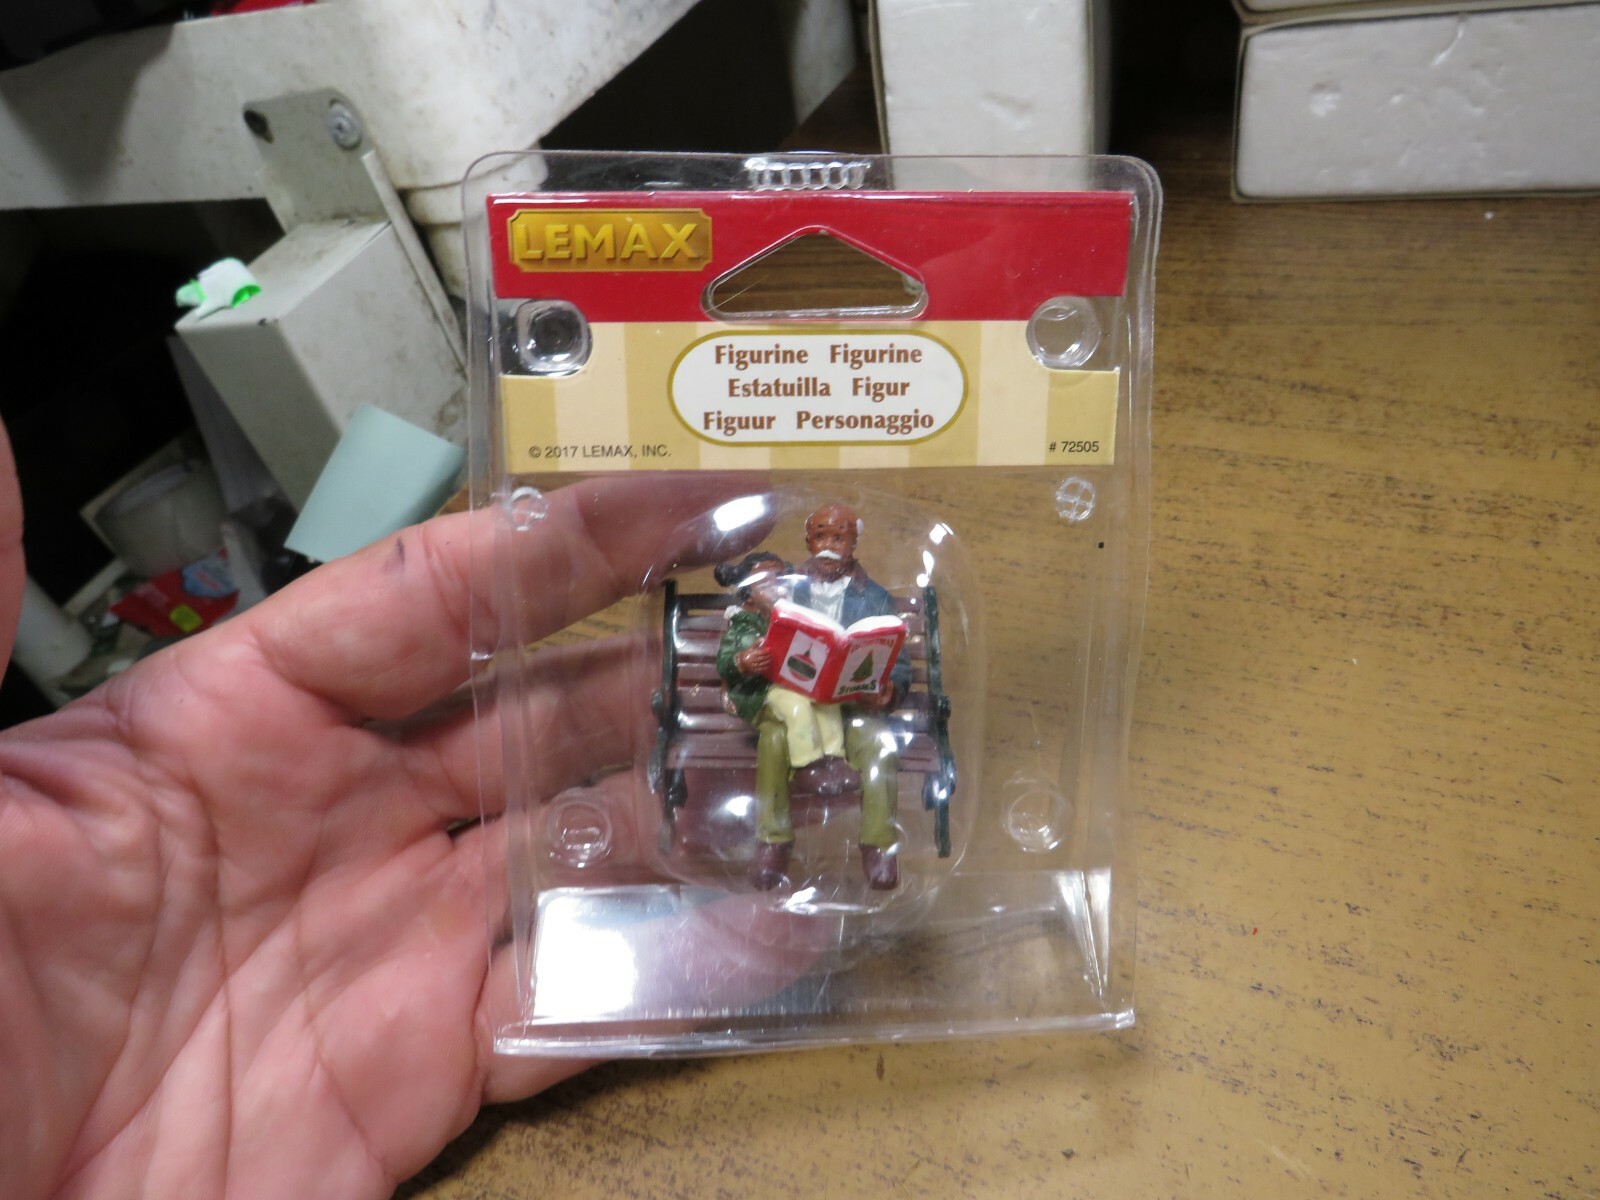 LEMAX
Figurine Figurine
Estatuilla Figur
Figuur Personaggio
© 2017 LEMAX, INC.
# 72505
STORIES